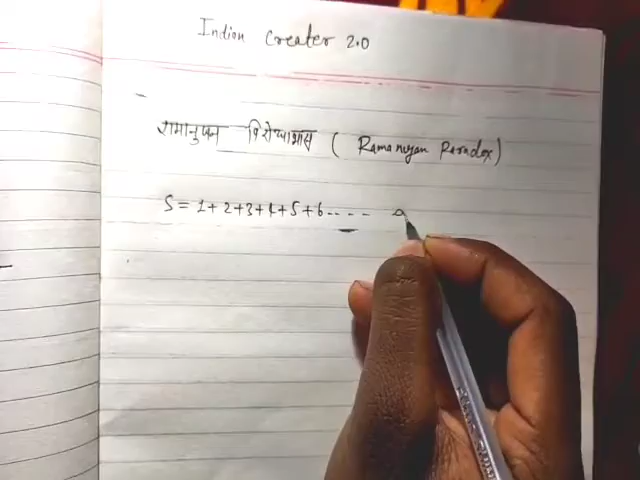 Indian Creater 2.0
रामानुजन विरोधाभास ( Ramanujan Paradox)
S = 1+2+3+4+5+6----